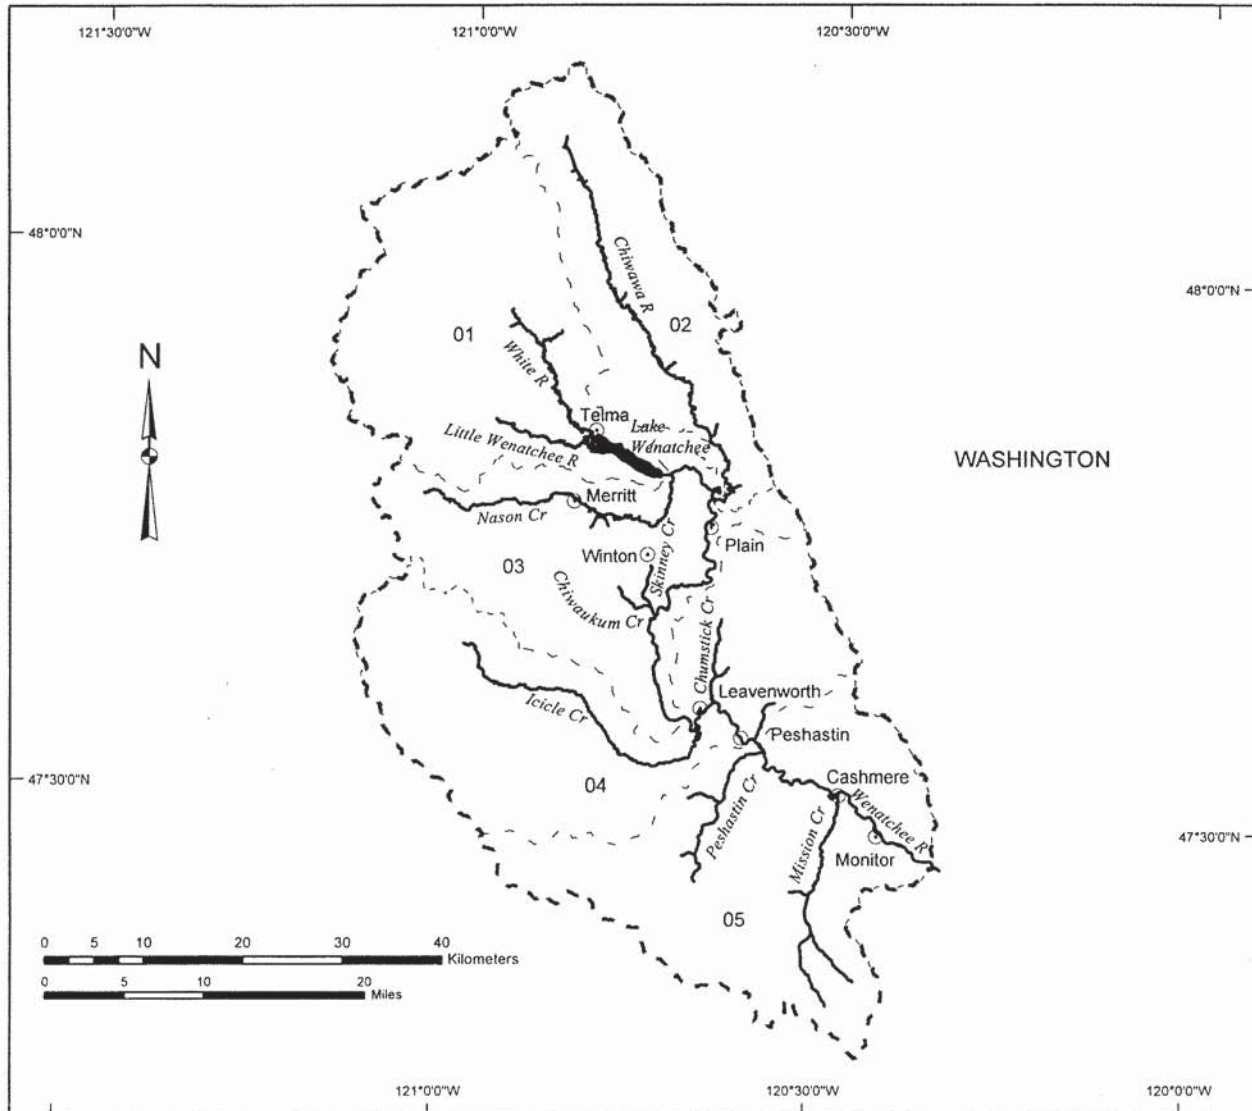 121°30'0"W
121°0'0"W
120°30'0"W
48°0'0"N
48°0'0"N
Chiwawa R
02
01
N
White R
Telma
Lake
Wenatchee
Little Wenatchee R
WASHINGTON
Merritt
Nason Cr
Plain
Winton
Skinney Cr
03
Chiwaukum Cr
Chumstick Cr
Leavenworth
Icicle Cr
Peshastin
47°30'0"N
Cashmere
04
Wenatchee R
Peshastin Cr
Mission Cr
47°30'0"N
Monitor
05
0 5 10 20 30 40
Kilometers
0 5 10 20
Miles
121°0'0"W
120°30'0"W
120°0'0"W